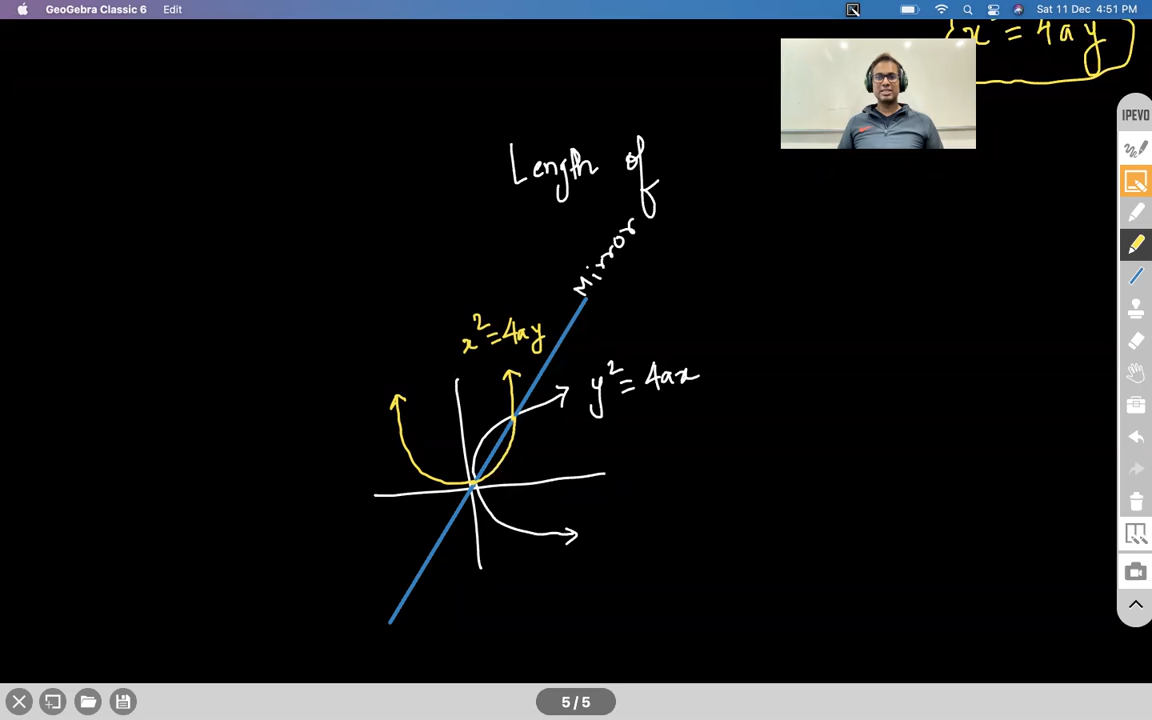 GeoGebra Classic 6 Edit Sat 11 Dec 4:51 PM
x² = 4ay
IPEVO
Length of
Mirror
x² = 4ay
y² = 4ax
5 / 5